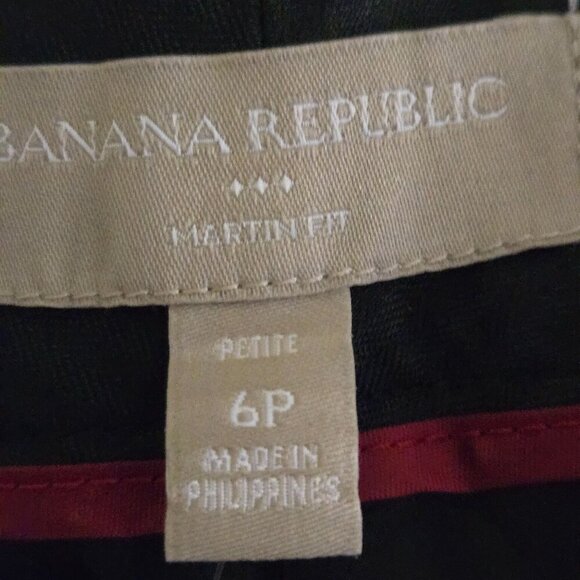 BANANA REPUBLIC
MARTIN FIT
PETITE
6P
MADE IN
PHILIPPINES